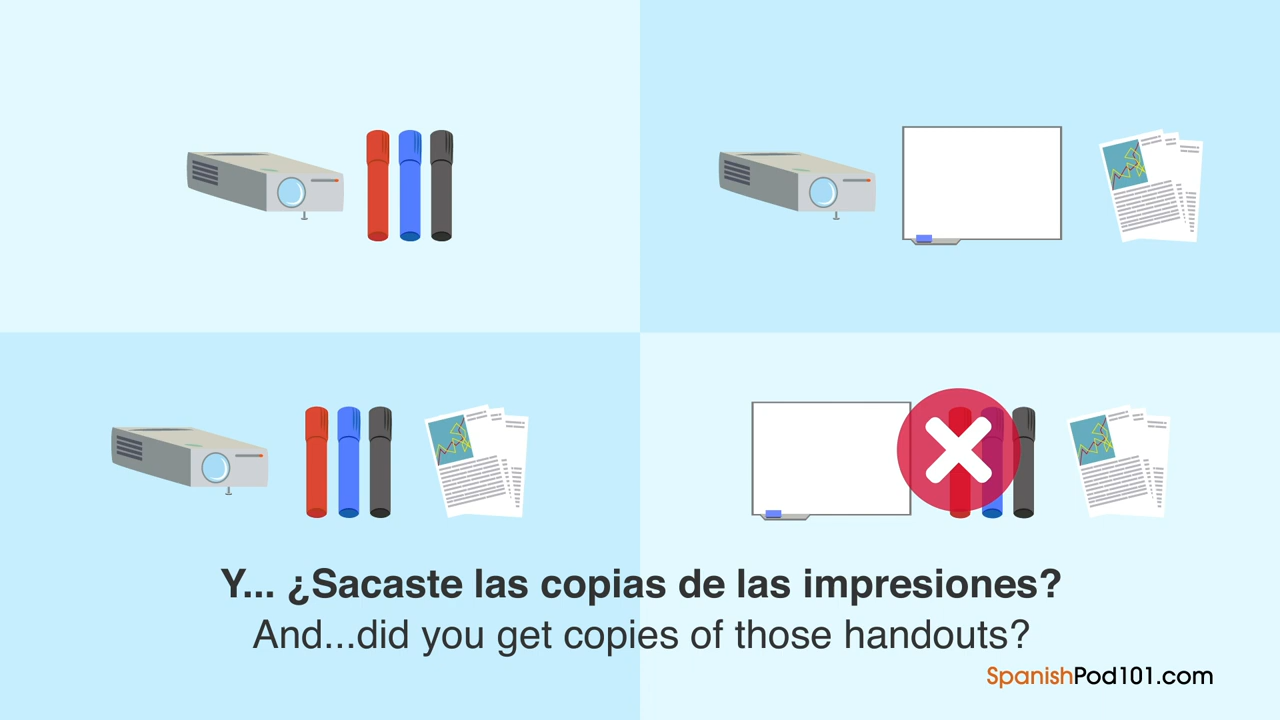 Y... ¿Sacaste las copias de las impresiones?
And...did you get copies of those handouts?
SpanishPod101.com